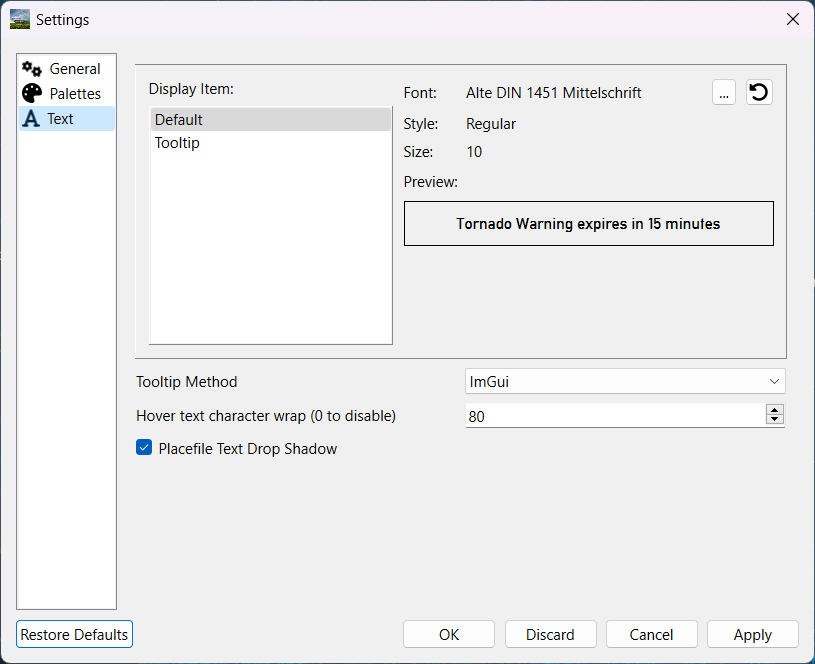 Settings
General
Palettes
Text
Display Item:
Default
Tooltip
Font: Alte DIN 1451 Mittelschrift ...
Style: Regular
Size: 10
Preview:
Tornado Warning expires in 15 minutes
Tooltip Method ImGui
Hover text character wrap (0 to disable) 80
Placefile Text Drop Shadow
Restore Defaults OK Discard Cancel Apply